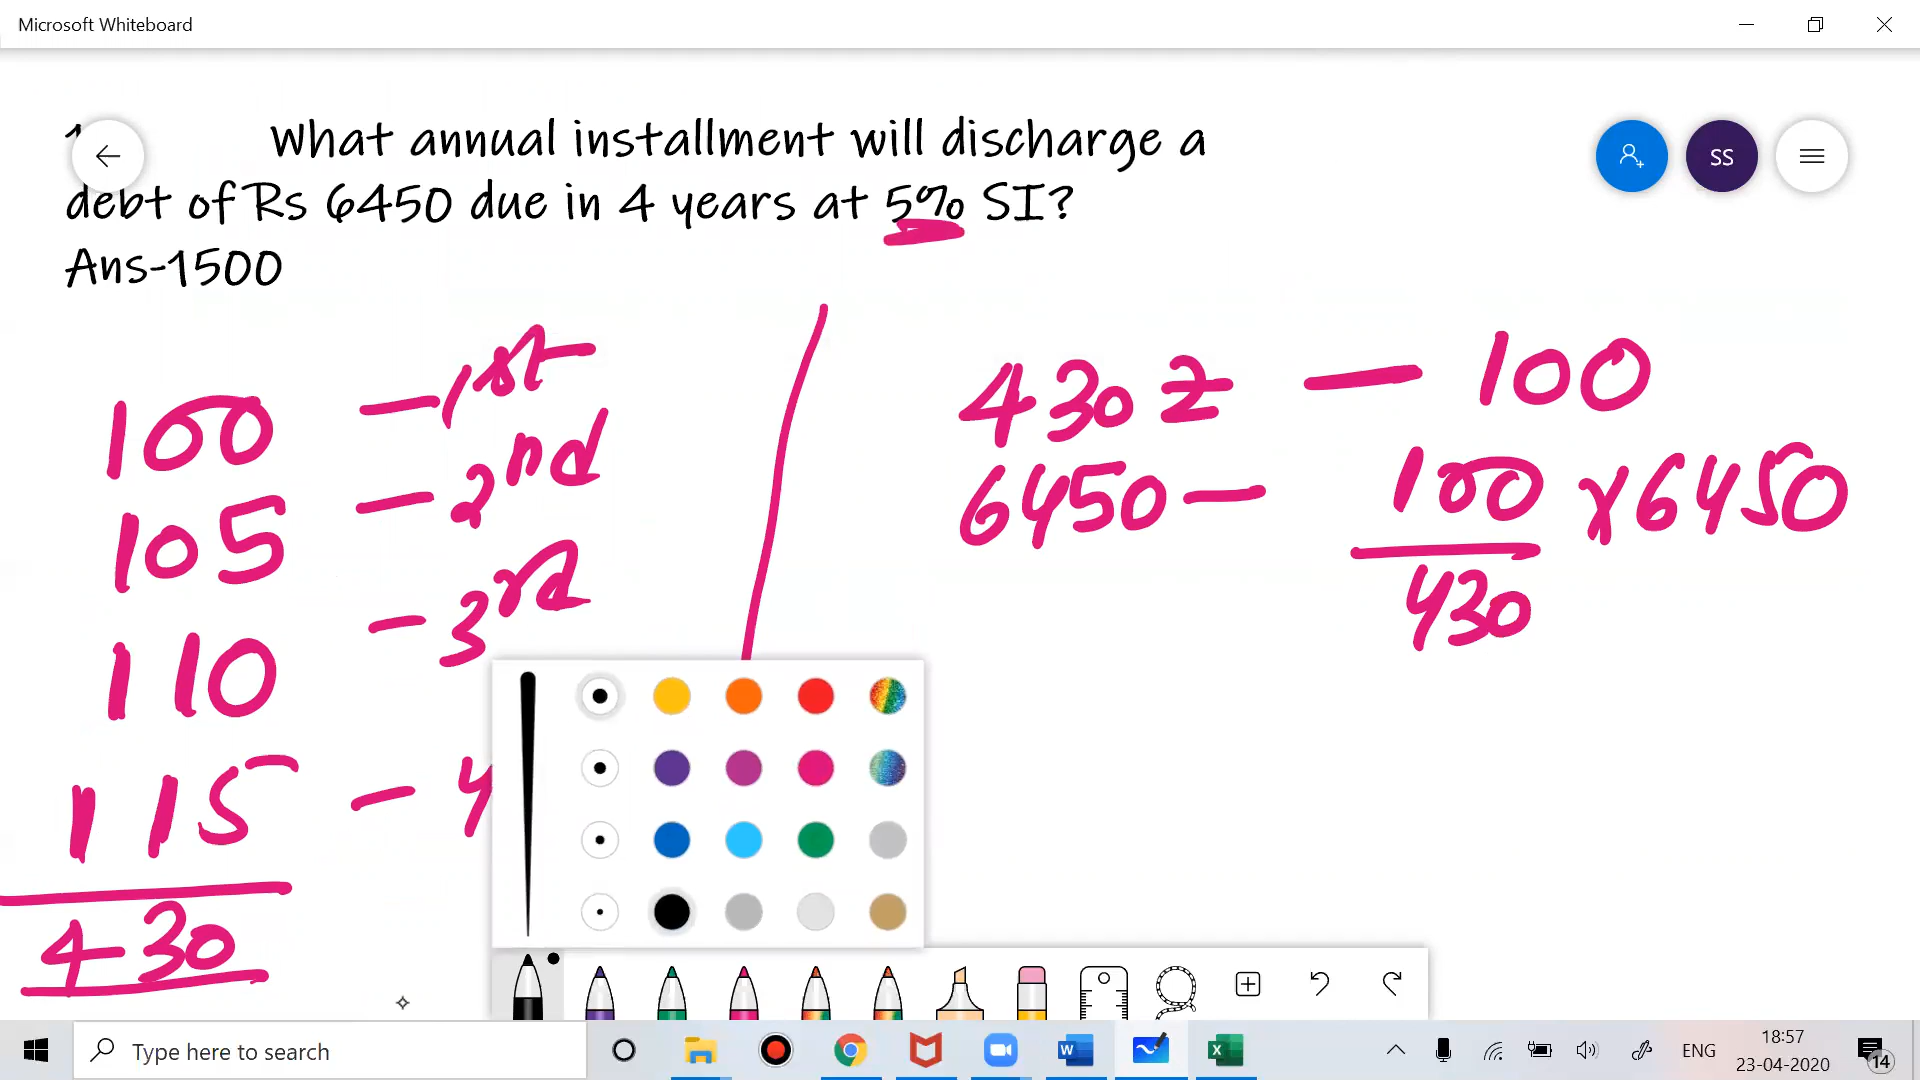 Microsoft Whiteboard
What annual installment will discharge a
debt of Rs 6450 due in 4 years at 5% SI?
Ans-1500
SS
100 - 1st
105 - 2nd
110 - 3rd
115 - 4
430
430 - 100
6450 - 100 x 6450
430
Type here to search
ENG
18:57
23-04-2020
14